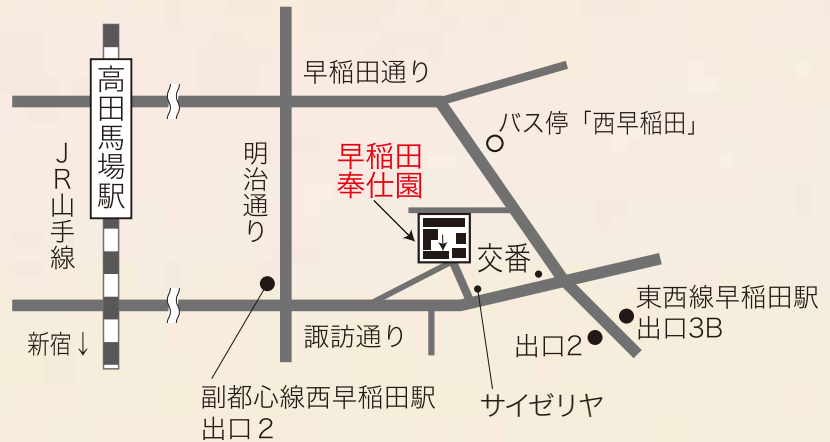 早稲田通り
高田馬場駅
バス停「西早稲田」
JR山手線
明治通り
早稲田
奉仕園
交番
東西線早稲田駅
出口3B
出口2
諏訪通り
新宿↓
副都心線西早稲田駅
出口2
サイゼリヤ